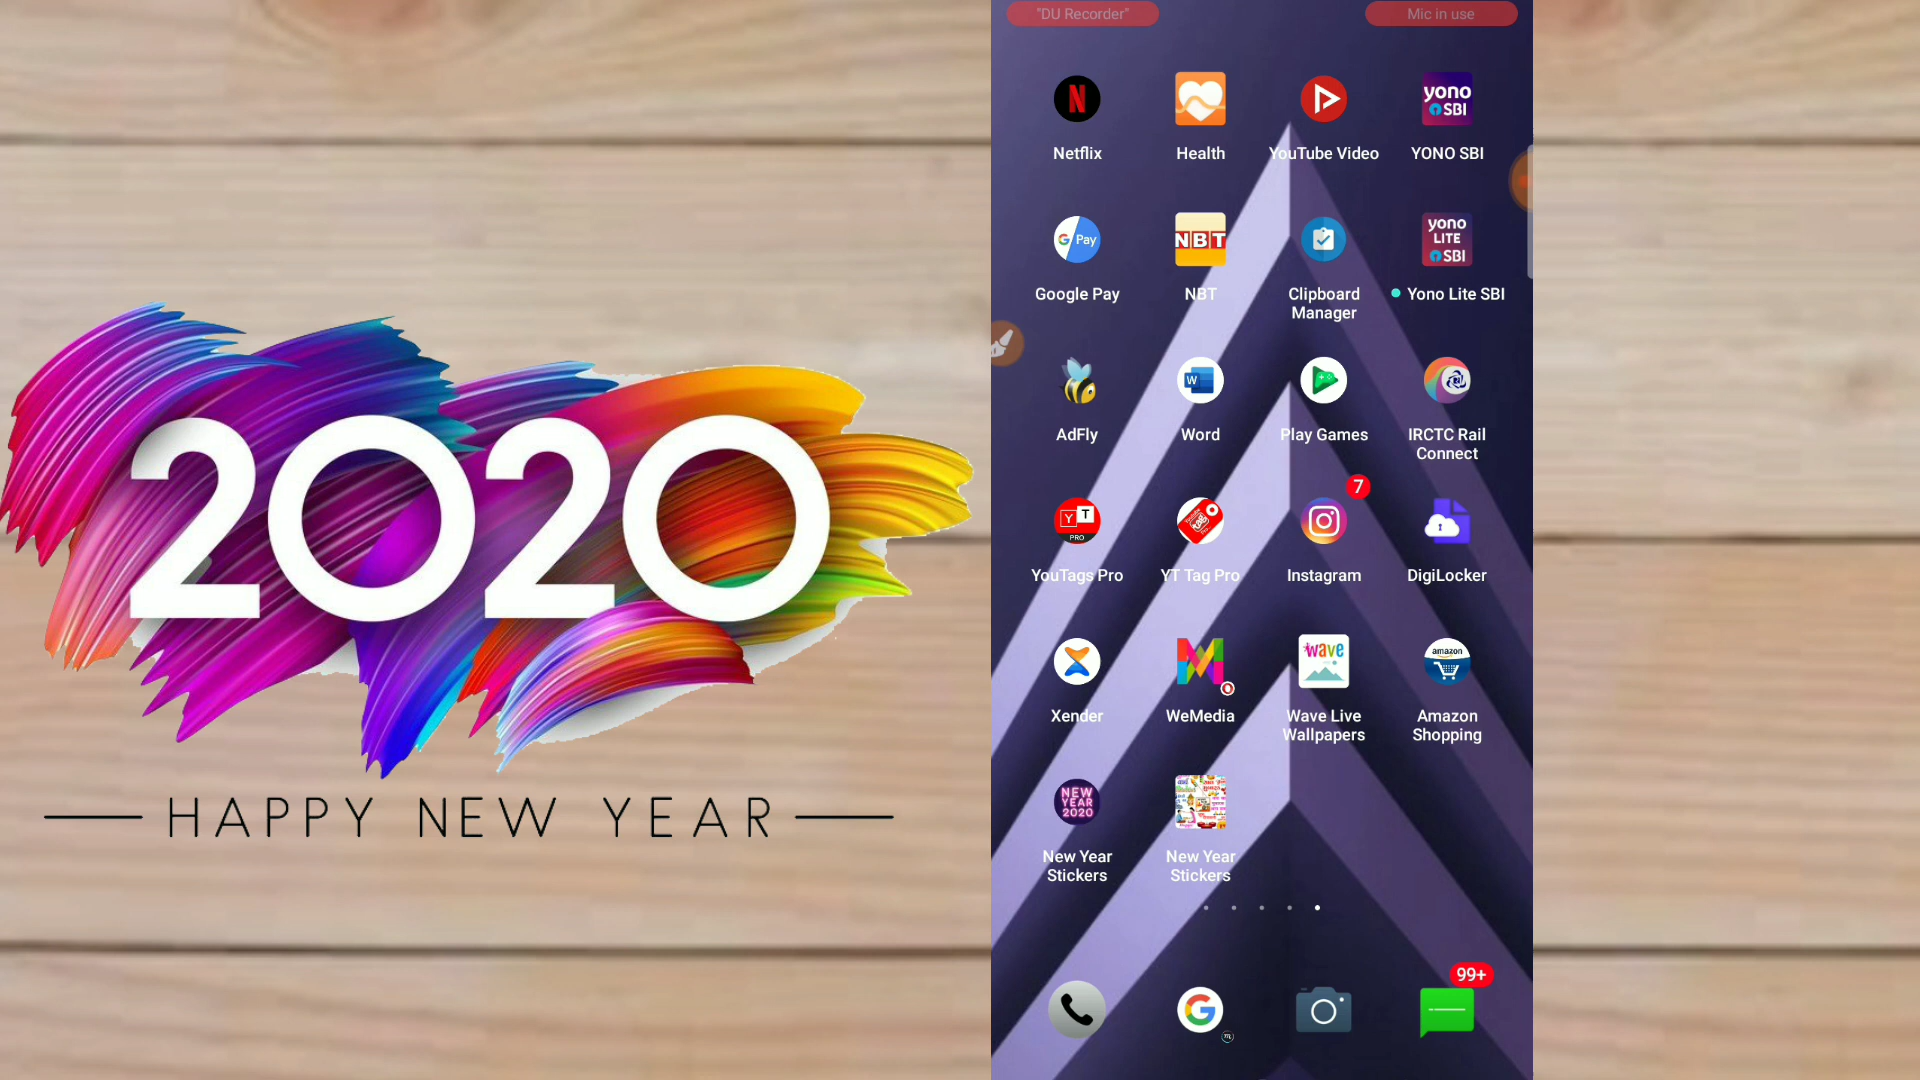 2020
HAPPY NEW YEAR
"DU Recorder"
Mic in use
N
yono
SBI
Netflix
Health
YouTube Video
YONO SBI
G Pay
NBT
yono
LITE
SBI
Google Pay
NBT
Clipboard
Manager
Yono Lite SBI
W
AdFly
Word
Play Games
IRCTC Rail
Connect
7
Y T
PRO
YouTags Pro
YT Tag Pro
Instagram
DigiLocker
wave
amazon
Xender
WeMedia
Wave Live
Wallpapers
Amazon
Shopping
NEW
YEAR
2020
New Year
Stickers
New Year
Stickers
99+
G